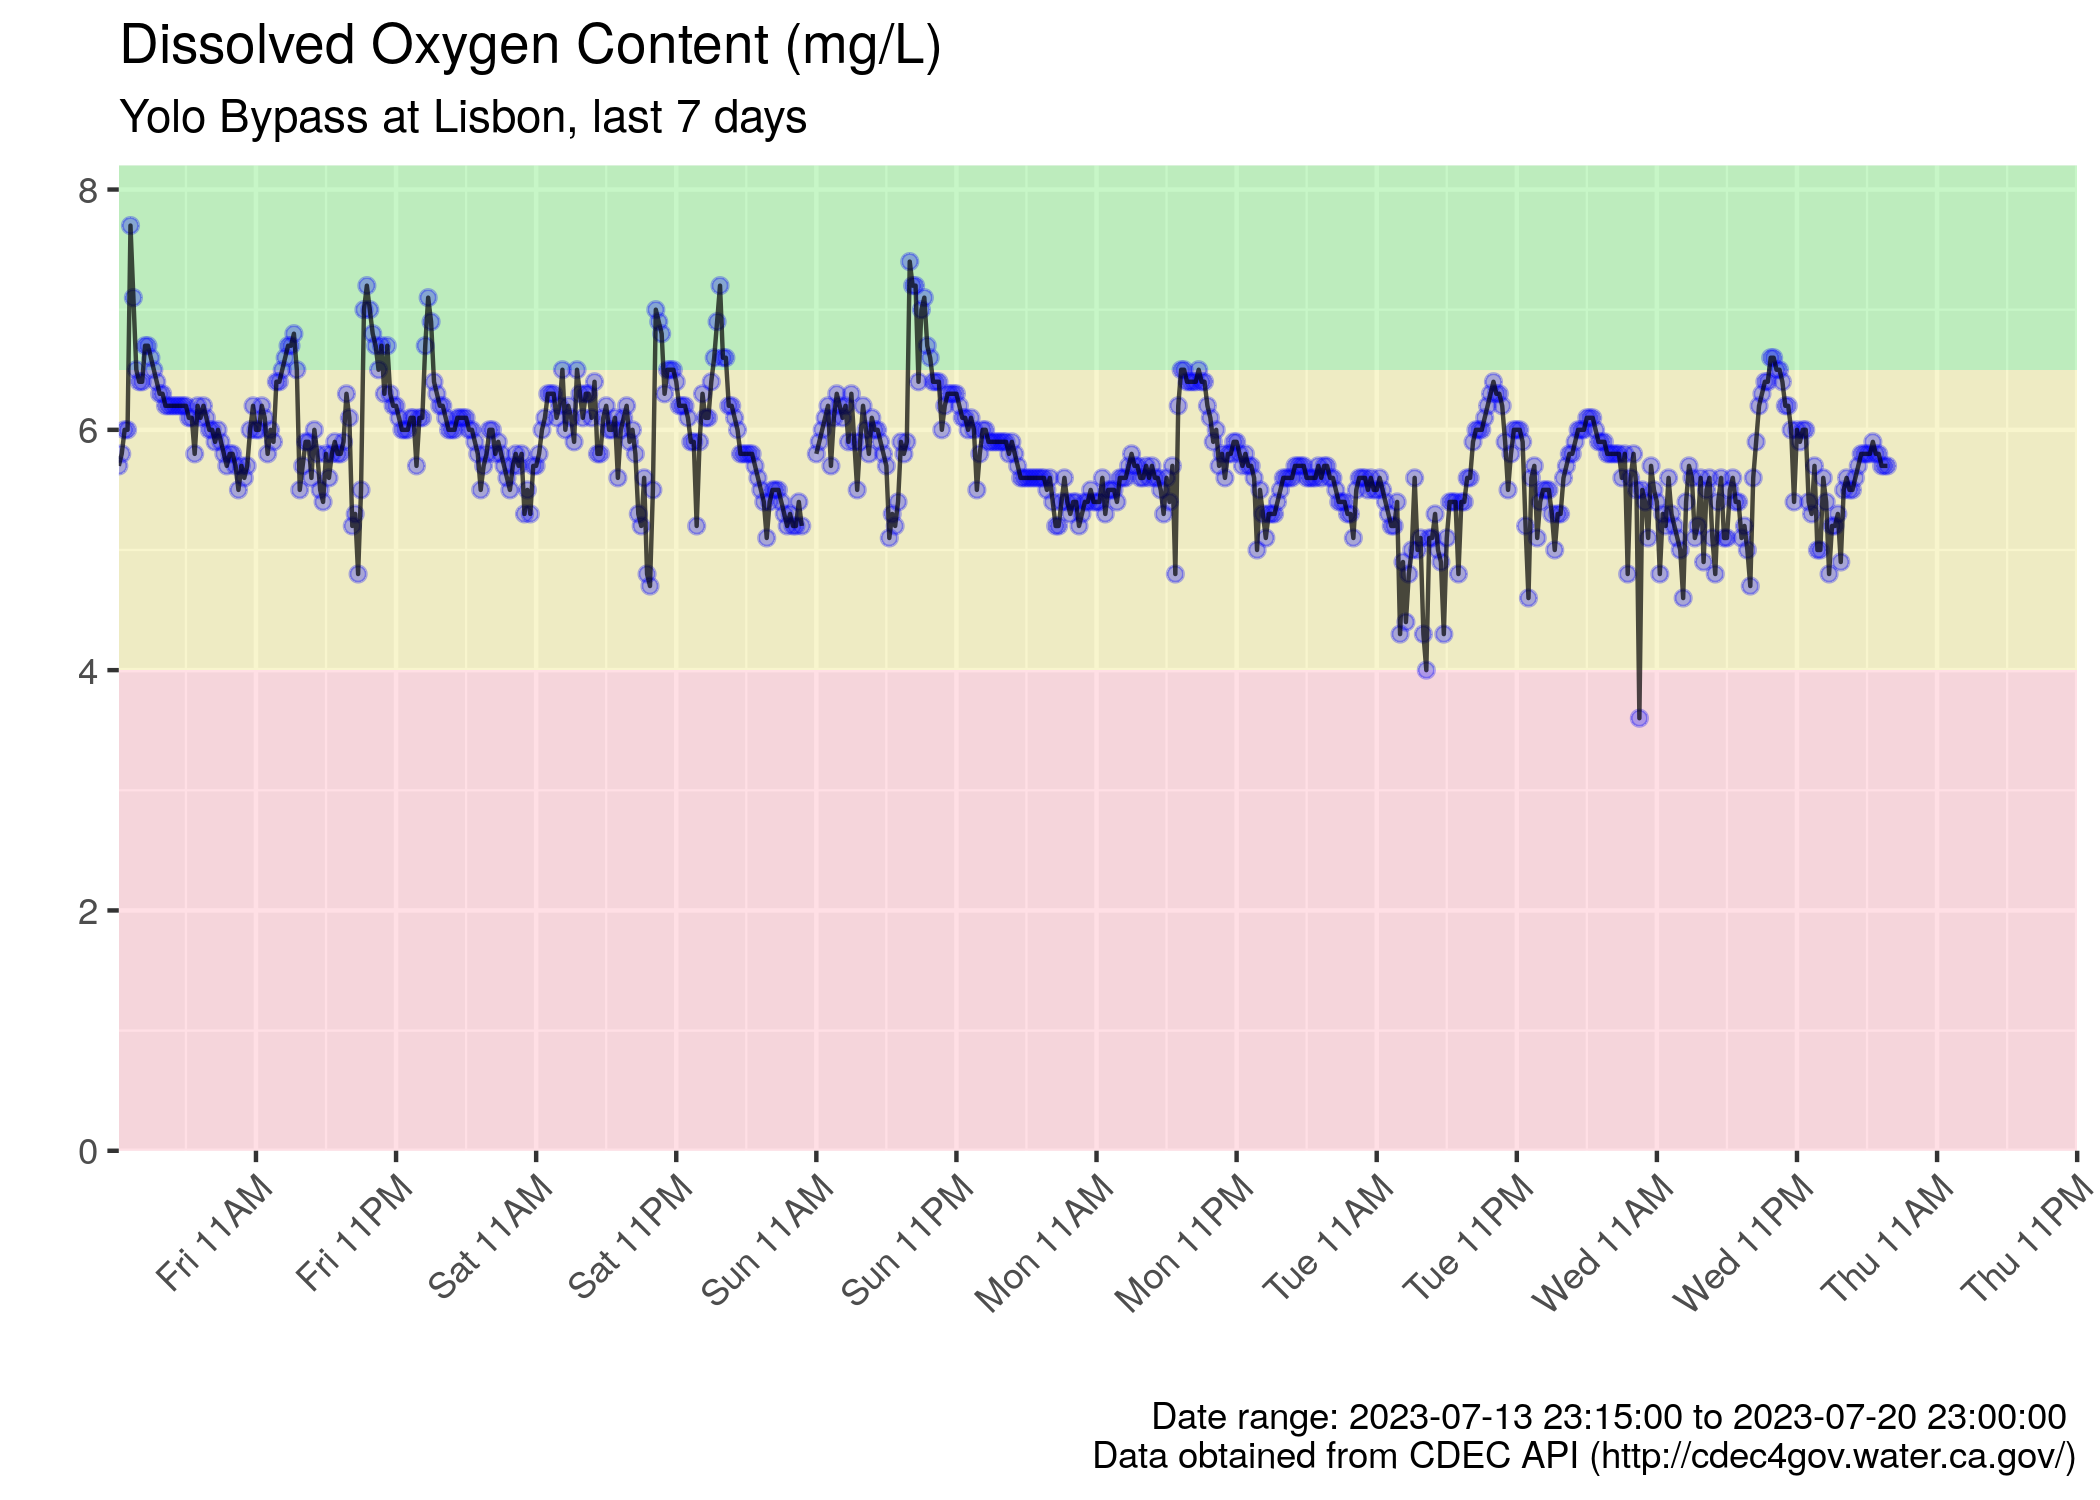 Dissolved Oxygen Content (mg/L)
Yolo Bypass at Lisbon, last 7 days
8
6
4
2
0
Fri 11AM
Fri 11PM
Sat 11AM
Sat 11PM
Sun 11AM
Sun 11PM
Mon 11AM
Mon 11PM
Tue 11AM
Tue 11PM
Wed 11AM
Wed 11PM
Thu 11AM
Thu 11PM
Date range: 2023-07-13 23:15:00 to 2023-07-20 23:00:00
Data obtained from CDEC API (http://cdec4gov.water.ca.gov/)